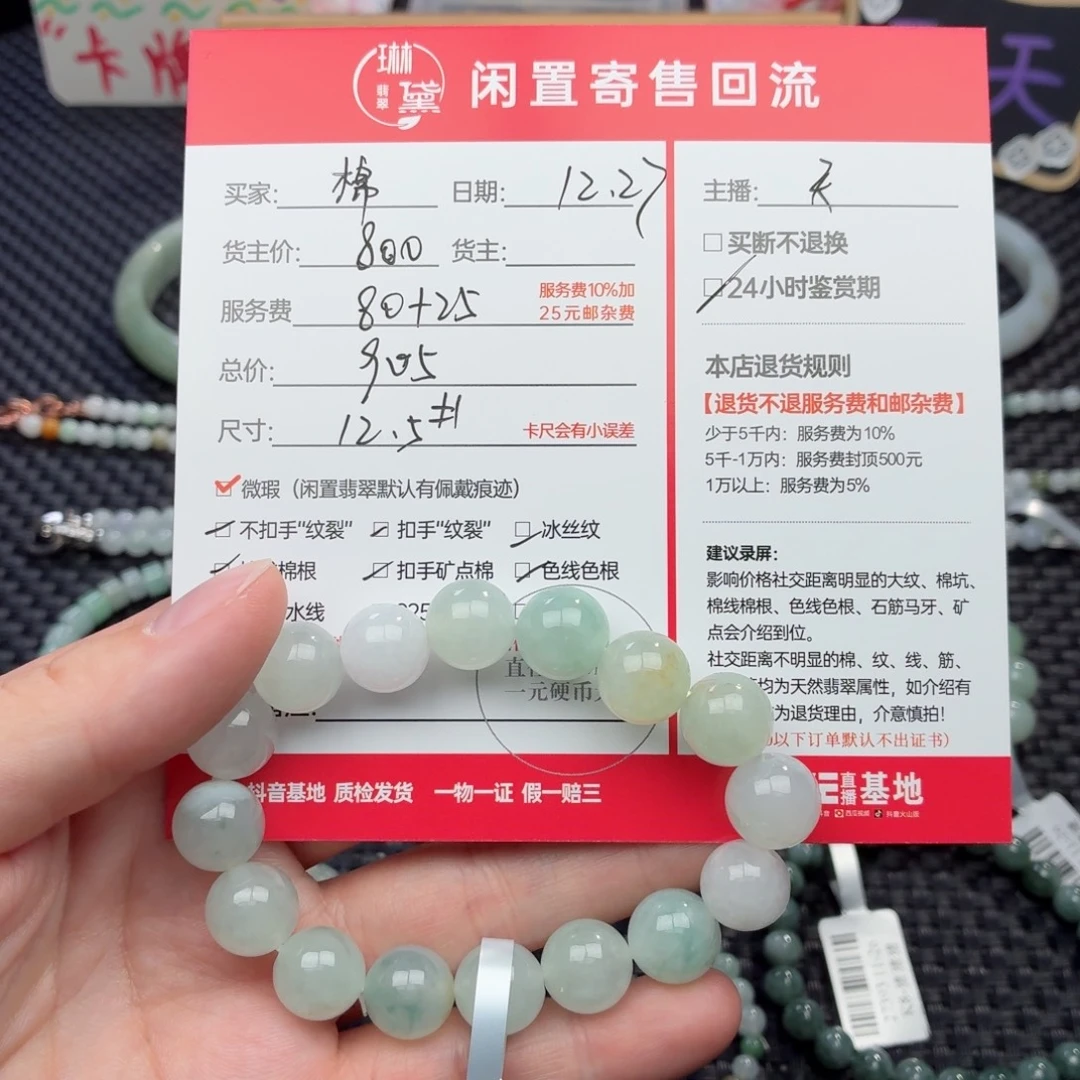 "卡牌
天
琳
翡翠 黛
闲置寄售回流
买家: 棉 日期: 12.27
货主价: 800 货主:
服务费 80+25 服务费10%加
25元邮杂费
总价: 905
尺寸: 12.5# 卡尺会有小误差
微瑕（闲置翡翠默认有佩戴痕迹）
不扣手“纹裂” 扣手“纹裂” 冰丝纹
棉根 扣手矿点棉 色线色根
水线
一元硬币
主播: 天
买断不退换
24小时鉴赏期
本店退货规则
【退货不退服务费和邮杂费】
少于5千内：服务费为10%
5千-1万内：服务费封顶500元
1万以上：服务费为5%
建议录屏：
影响价格社交距离明显的大纹、棉坑、
棉线棉根、色线色根、石筋马牙、矿
点会介绍到位。
社交距离不明显的棉、纹、线、筋、
均为天然翡翠属性，如介绍有
为退货理由，介意慎拍！
以下订单默认不出证书）
抖音基地 质检发货 一物一证 假一赔三
直播
基地